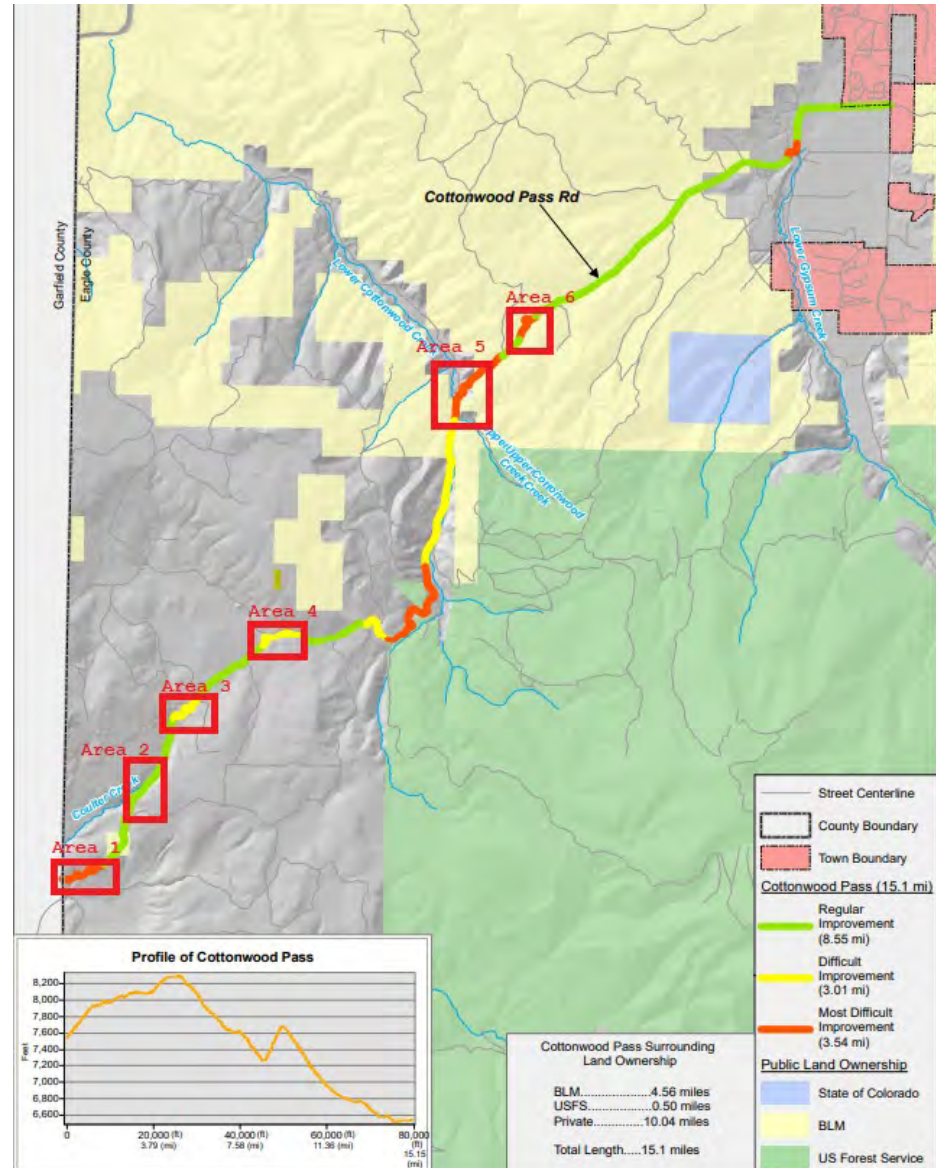 Garfield County
Eagle County
Cottonwood Pass Rd
Lower Cottonwood
Lower Gypsum Creek
Area 6
Area 5
Upper Cottonwood
Creek
Area 4
Area 3
Area 2
Coulter Creek
Area 1
Street Centerline
County Boundary
Town Boundary
Cottonwood Pass (15.1 mi)
Regular
Improvement
(8.55 mi)
Difficult
Improvement
(3.01 mi)
Most Difficult
Improvement
(3.54 mi)
Public Land Ownership
State of Colorado
BLM
US Forest Service
Profile of Cottonwood Pass
Feet
8,200
8,000
7,800
7,600
7,400
7,200
7,000
6,800
6,600
0 20,000 (ft) 40,000 (ft) 60,000 (ft) 80,000 (ft)
3.79 (mi) 7.58 (mi) 11.36 (mi) 15.15 (mi)
Cottonwood Pass Surrounding
Land Ownership
BLM.....................4.56 miles
USFS...................0.50 miles
Private................10.04 miles
Total Length.....15.1 miles